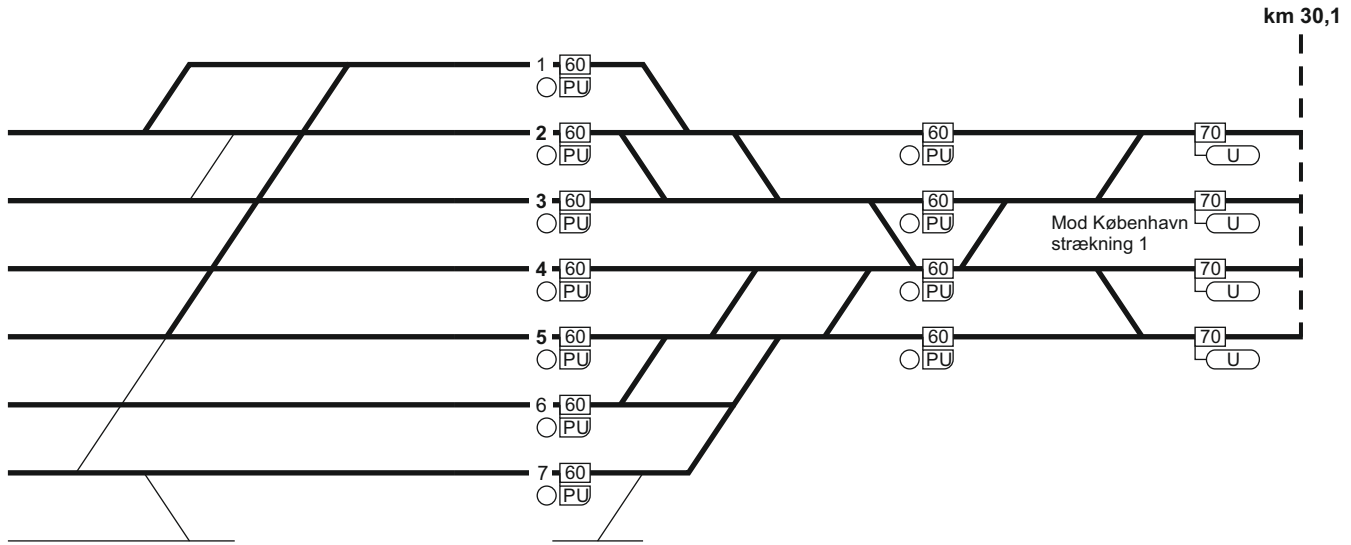 km 30,1
1 60
PU
2 60 60 70
PU PU U
3 60 60 70
PU PU Mod København U
strækning 1
4 60 60 70
PU PU U
5 60 60 70
PU PU U
6 60
PU
7 60
PU